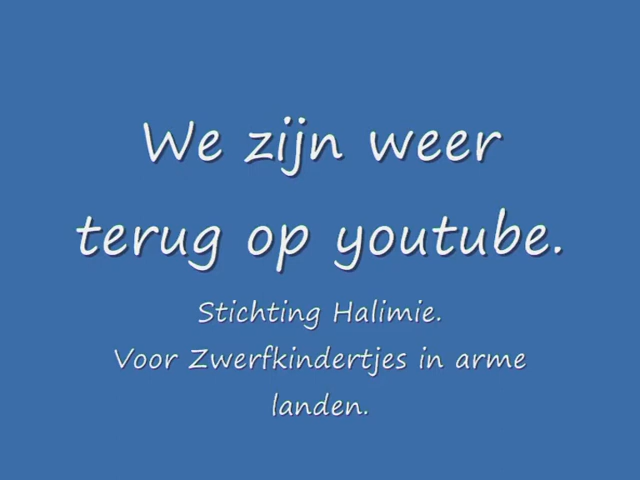 We zijn weer
terug op youtube.
Stichting Halimie.
Voor Zwerfkindertjes in arme
landen.